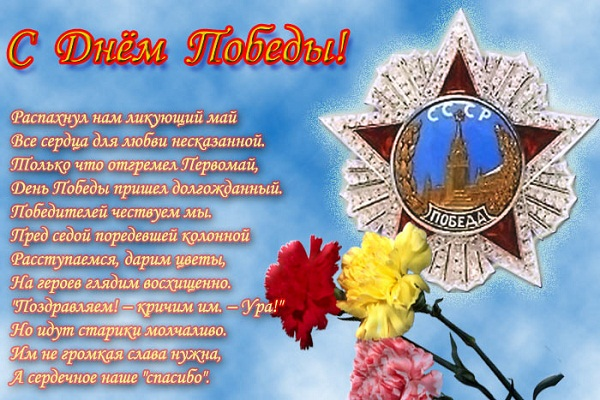 С Днём Победы!
Распахнул нам ликующий май
Все сердца для любви несказанной.
Только что отгремел Первомай,
День Победы пришел долгожданный.
Победителей чествуем мы.
Пред седой поредевшей колонной
Расступаемся, дарим цветы,
На героев глядим восхищенно.
"Поздравляем! – кричим им. – Ура!"
Но идут старики молчаливо.
Им не громкая слава нужна,
А сердечное наше "спасибо".
СССР
ПОБЕДА